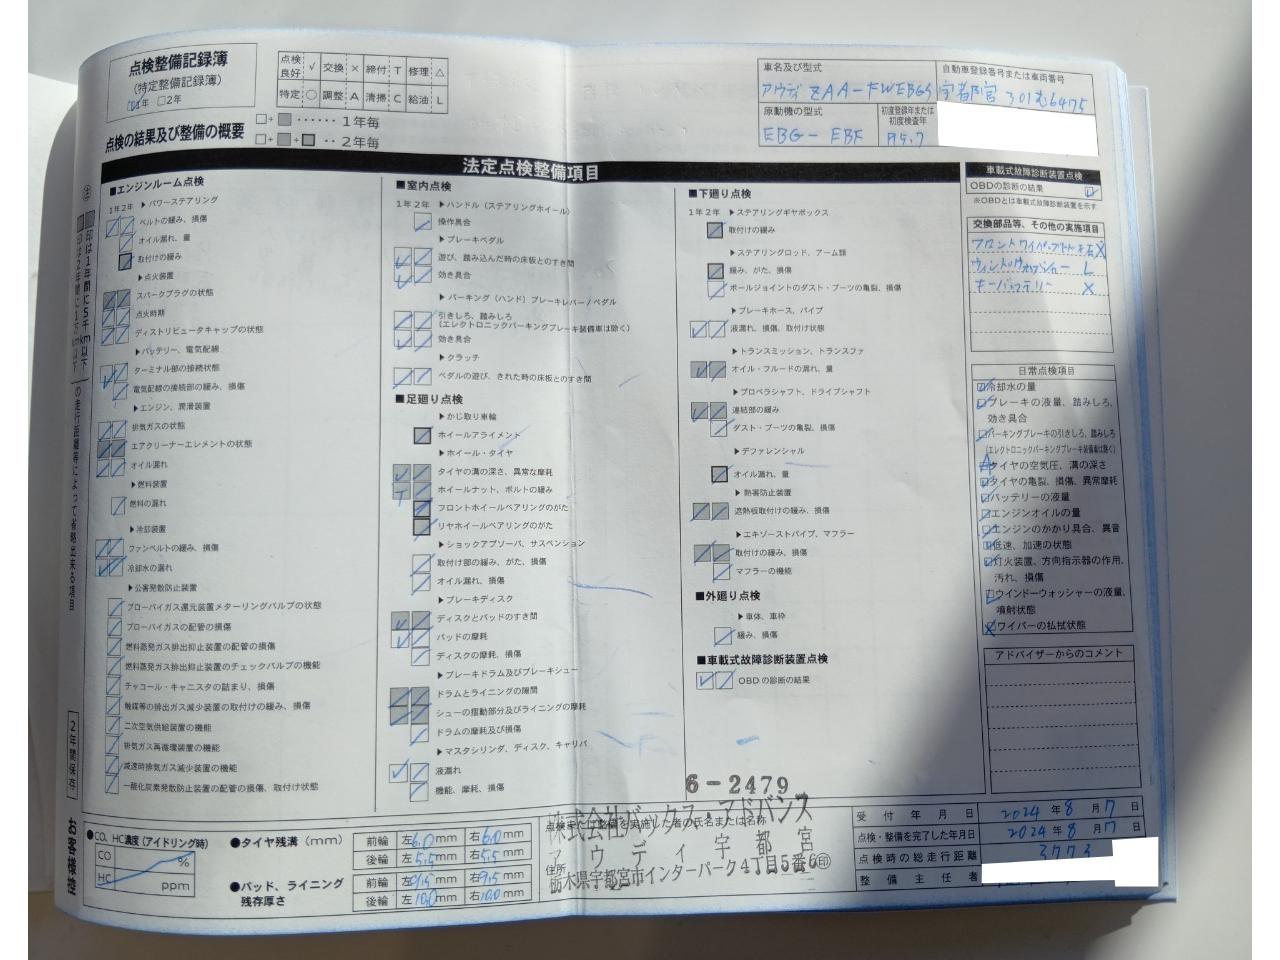 点検整備記録簿
(特定整備記録簿)
☑1年 □2年
点検良好 ✓ 交換 × 締付 T 修理 △
特定 ○ 調整 A 清掃 C 給油 L
点検の結果及び整備の概要
□+■ ‥‥‥ 1年毎
□+■+■ ‥ 2年毎
車名及び型式
アウディ ZAA-FWEBGS
自動車登録番号または車両番号
宇都宮 301む6475
原動機の型式
EBG-EBF
初度登録年または初度検査年
R5.7
法定点検整備項目
■エンジンルーム点検
1年2年
▶パワーステアリング
ベルトの緩み、損傷
オイル漏れ、量
取付けの緩み
▶点火装置
スパークプラグの状態
点火時期
ディストリビュータキャップの状態
▶バッテリー、電気配線
ターミナル部の接続状態
電気配線の接続部の緩み、損傷
▶エンジン、潤滑装置
排気ガスの状態
エアクリーナーエレメントの状態
オイル漏れ
▶燃料装置
燃料の漏れ
▶冷却装置
ファンベルトの緩み、損傷
冷却水の漏れ
▶公害発散防止装置
ブローバイガス還元装置メターリングバルブの状態
ブローバイガスの配管の損傷
燃料蒸発ガス排出抑止装置の配管の損傷
燃料蒸発ガス排出抑止装置のチェックバルブの機能
チャコール・キャニスタの詰まり、損傷
触媒等の排出ガス減少装置の取付けの緩み、損傷
二次空気供給装置の機能
排気ガス再循環装置の機能
減速時排気ガス減少装置の機能
一酸化炭素発散防止装置の配管の損傷、取付け状態
■室内点検
1年2年
▶ハンドル(ステアリングホイール)
操作具合
▶ブレーキペダル
遊び、踏み込んだ時の床板とのすき間
効き具合
▶パーキング(ハンド)ブレーキレバー/ペダル
引きしろ、踏みしろ
(エレクトロニックパーキングブレーキ装備車は除く)
効き具合
▶クラッチ
ペダルの遊び、きれた時の床板とのすき間
■足廻り点検
▶かじ取り車輪
ホイールアライメント
▶ホイール・タイヤ
タイヤの溝の深さ、異常な摩耗
ホイールナット、ボルトの緩み
フロントホイールベアリングのがた
リヤホイールベアリングのがた
▶ショックアブソーバ、サスペンション
取付け部の緩み、がた、損傷
オイル漏れ、損傷
▶ブレーキディスク
ディスクとパッドのすき間
パッドの摩耗
ディスクの摩耗、損傷
▶ブレーキドラム及びブレーキシュー
ドラムとライニングの隙間
シューの摺動部分及びライニングの摩耗
ドラムの摩耗及び損傷
▶マスタシリンダ、ディスク、キャリパ
液漏れ
機能、摩耗、損傷
■下廻り点検
1年2年
▶ステアリングギヤボックス
取付けの緩み
▶ステアリングロッド、アーム類
緩み、がた、損傷
ボールジョイントのダスト・ブーツの亀裂、損傷
▶ブレーキホース、パイプ
液漏れ、損傷、取付け状態
▶トランスミッション、トランスファ
オイル・フルードの漏れ、量
▶プロペラシャフト、ドライブシャフト
連結部の緩み
ダスト・ブーツの亀裂、損傷
▶デファレンシャル
オイル漏れ、量
▶熱害防止装置
遮熱板取付けの緩み、損傷
▶エキゾーストパイプ、マフラー
取付けの緩み、損傷
マフラーの機能
■外廻り点検
▶車体、車枠
緩み、損傷
■車載式故障診断装置点検
OBDの診断の結果
車載式故障診断装置点検
OBDの診断の結果
※OBDとは車載式故障診断装置を示す
交換部品等、その他の実施項目
フロントワイパーブレード左右 X
ウィンドウウォッシャー L
キーバッテリー X
日常点検項目
冷却水の量
ブレーキの液量、踏みしろ、
効き具合
パーキングブレーキの引きしろ、踏みしろ
(エレクトロニックパーキングブレーキ装備車は除く)
タイヤの空気圧、溝の深さ
タイヤの亀裂、損傷、異常摩耗
バッテリーの液量
エンジンオイルの量
エンジンのかかり具合、異音
低速、加速の状態
灯火装置、方向指示器の作用、
汚れ、損傷
ウインドーウォッシャーの液量、
噴射状態
ワイパーの払拭状態
アドバイザーからのコメント
2年間保存
お客様控
●CO、HC濃度(アイドリング時)
CO %
HC ppm
●タイヤ残溝(mm)
前輪 左6.0mm 右6.0mm
後輪 左5.5mm 右5.5mm
●パッド、ライニング
残存厚さ
前輪 左9.5mm 右9.5mm
後輪 左10.0mm 右10.0mm
6-2479
点検または整備を実施した者の氏名または名称
株式会社バックス・アドバンス
アウディ宇都宮
住所
栃木県宇都宮市インターパーク4丁目5番6 ㊞
受付年月日 2024年8月7日
点検・整備を完了した年月日 2024年8月7日
点検時の総走行距離 3773
整備主任者